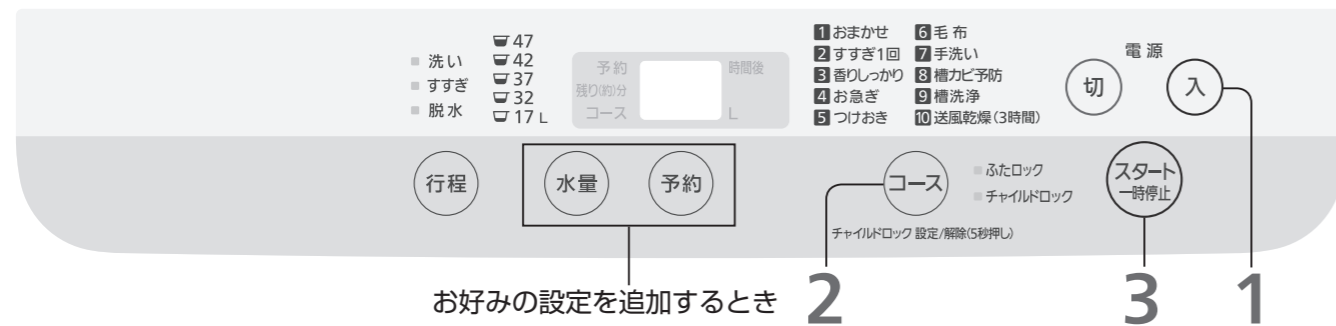 洗い
すすぎ
脱水
47
42
37
32
17 L
予約 時間後
残り(約)分
コース L
1 おまかせ
2 すすぎ1回
3 香りしっかり
4 お急ぎ
5 つけおき
6 毛布
7 手洗い
8 槽カビ予防
9 槽洗浄
10 送風乾燥(3時間)
電源
切 入
行程 水量 予約 コース
ふたロック
チャイルドロック
スタート
一時停止
チャイルドロック 設定/解除(5秒押し)
お好みの設定を追加するとき
2 3 1